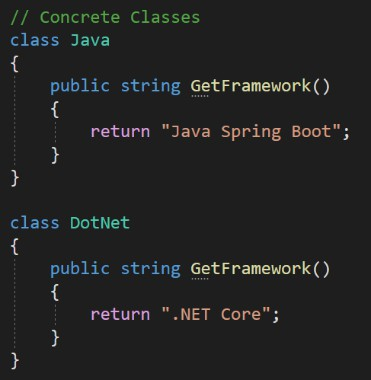 // Concrete Classes
class Java
{
    public string GetFramework()
    {
        return "Java Spring Boot";
    }
}

class DotNet
{
    public string GetFramework()
    {
        return ".NET Core";
    }
}